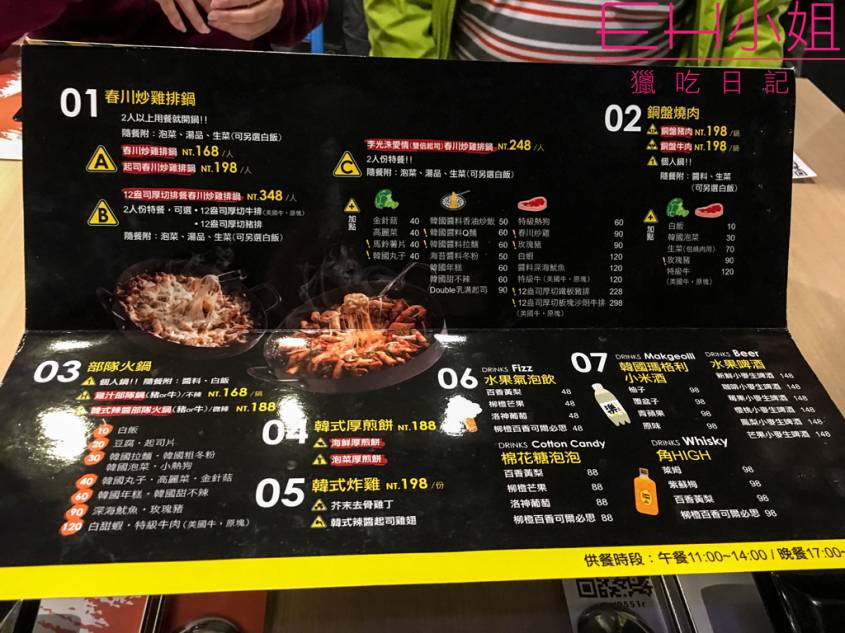 EH小姐
獵吃日記
01 春川炒雞排鍋
2人以上用餐就開鍋!!
隨餐附：泡菜、湯品、生菜(可另選白飯)
A 春川炒雞排鍋 NT.168/人
起司春川炒雞排鍋 NT.198/人
B 12盎司厚切排餐春川炒雞排鍋 NT.348/人
2人份特餐，可選・12盎司厚切牛排(美國牛・原塊)
・12盎司厚切豬排
隨餐附：泡菜、湯品、生菜(可另選白飯)
C 李光洙愛情(雙倍起司)春川炒雞排鍋 NT.248/人
2人份特餐!!
隨餐附：泡菜、湯品、生菜(可另選白飯)
加點
金針菇 40
高麗菜 40
! 馬鈴薯片 40
! 韓國丸子 40
韓國醬料香油炒飯 50
! 韓國醬料Q麵 60
! 韓國醬料拉麵 60
海苔醬料冬粉 50
韓國年糕 60
韓國甜不辣 60
Double乳滿起司 90
特級熱狗 60
! 春川炒雞 90
! 玫瑰豬 90
白蝦 120
醬料深海魷魚 120
特級牛(美國牛・原塊) 120
! 12盎司厚切鐵板豬排 228
! 12盎司厚切板塊沙朗牛排 298
(美國牛・原塊)
02 銅盤燒肉
銅盤豬肉 NT.198/鍋
銅盤牛肉 NT.198/鍋
個人鍋!!
隨餐附：醬料、生菜
(可另選白飯)
加點
白飯 10
韓國泡菜 30
生菜(包燒肉用) 70
! 玫瑰豬 90
特級牛 120
(美國牛・原塊)
03 部隊火鍋
個人鍋!! 隨餐附：醬料、白飯
雞汁部隊鍋(豬or牛)/不辣 NT.168/鍋
韓式辣醬部隊火鍋(豬or牛)/微辣 NT.188
10 白飯
20 豆腐・起司片
30 韓國拉麵・韓國粗冬粉
韓國泡菜・小熱狗
40 韓國丸子・高麗菜・金針菇
60 韓國年糕・韓國甜不辣
90 深海魷魚・玫瑰豬
120 白甜蝦・特級牛肉(美國牛・原塊)
04 韓式厚煎餅 NT.188
海鮮厚煎餅
泡菜厚煎餅
05 韓式炸雞 NT.198/份
芥末去骨雞丁
韓式辣醬起司雞翅
06 DRINKS Fizz
水果氣泡飲
百香黃梨 48
柳橙芒果 48
洛神葡萄 48
柳橙百香可爾必思 48
DRINKS Cotton Candy
棉花糖泡泡
百香黃梨 88
柳橙芒果 88
洛神葡萄 88
柳橙百香可爾必思 88
07 DRINKS Makgeolli
韓國瑪格利
小米酒
柚子 98
覆盆子 98
青蘋果 98
原味 98
DRINKS Beer
水果啤酒
新鮮小麥生啤酒 148
咖啡小麥生啤酒 148
莓果小麥生啤酒 148
櫻桃小麥生啤酒 148
鳳梨小麥生啤酒 148
芒果小麥生啤酒 148
DRINKS Whisky
角HIGH
萊姆 98
紫蘇梅 98
百香黃梨 98
柳橙百香可爾必思 98
供餐時段：午餐11:00~14:00 / 晚餐17:00~